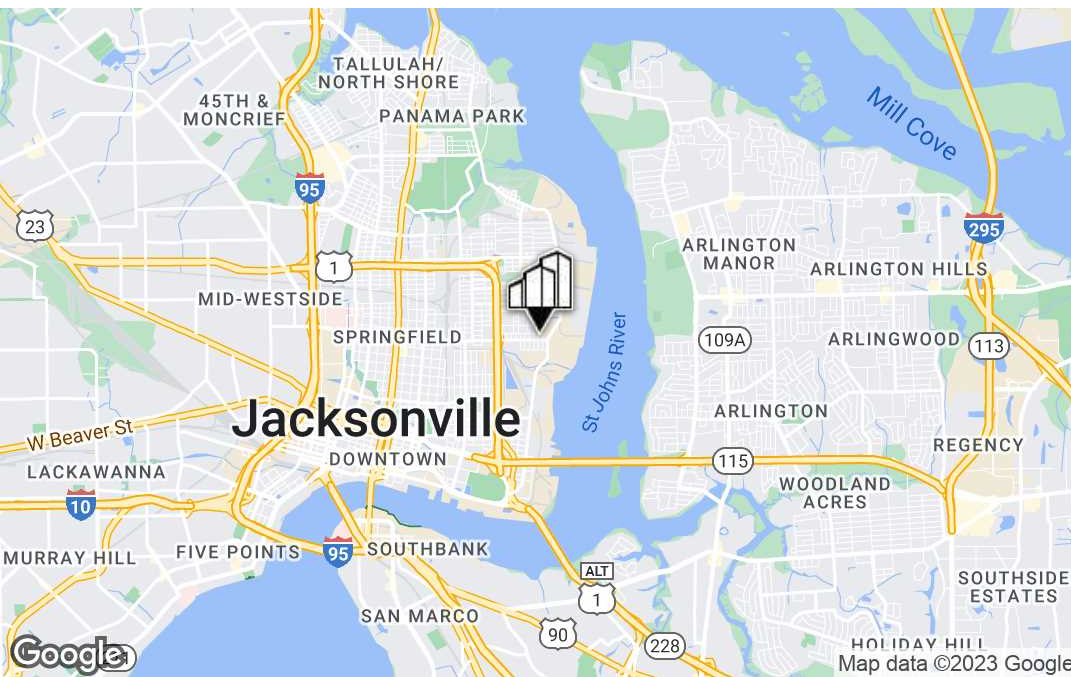 TALLULAH/
NORTH SHORE
45TH &
MONCRIEF
PANAMA PARK
Mill Cove
95
23
295
1
ARLINGTON
MANOR
ARLINGTON HILLS
MID-WESTSIDE
SPRINGFIELD
St Johns River
109A
ARLINGWOOD
113
Jacksonville
ARLINGTON
W Beaver St
REGENCY
DOWNTOWN
115
LACKAWANNA
WOODLAND
ACRES
10
MURRAY HILL
FIVE POINTS
95
SOUTHBANK
ALT
1
SOUTHSIDE
ESTATES
SAN MARCO
90
228
HOLIDAY HILL
Google
Map data ©2023 Google